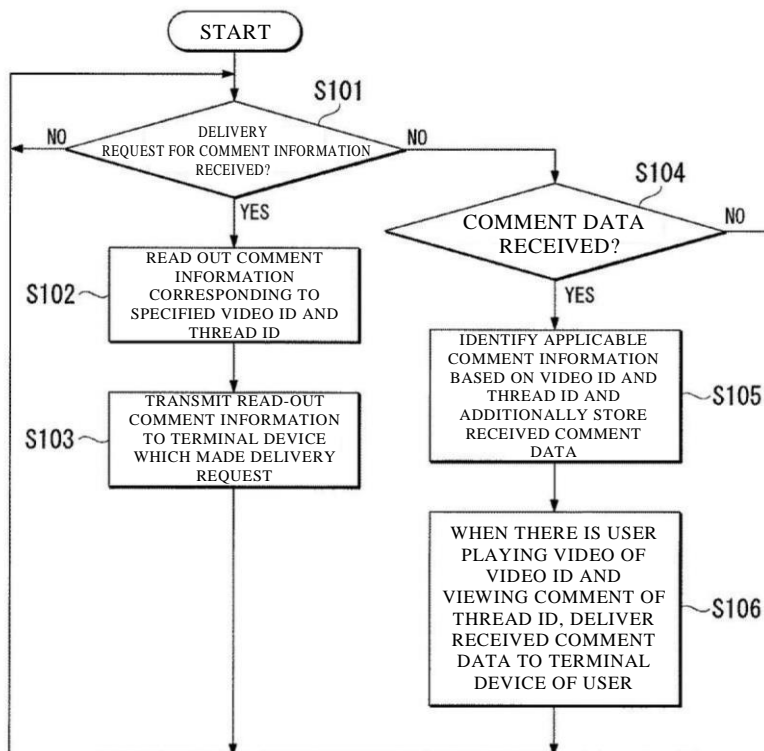 START
S101
NO
DELIVERY
REQUEST FOR COMMENT INFORMATION
RECEIVED?
NO
YES
S104
COMMENT DATA
RECEIVED?
NO
YES
S102
READ OUT COMMENT
INFORMATION
CORRESPONDING TO
SPECIFIED VIDEO ID AND
THREAD ID
S103
TRANSMIT READ-OUT
COMMENT INFORMATION
TO TERMINAL DEVICE
WHICH MADE DELIVERY
REQUEST
IDENTIFY APPLICABLE
COMMENT INFORMATION
BASED ON VIDEO ID AND
THREAD ID AND
ADDITIONALLY STORE
RECEIVED COMMENT
DATA
S105
WHEN THERE IS USER
PLAYING VIDEO OF
VIDEO ID AND
VIEWING COMMENT OF
THREAD ID, DELIVER
RECEIVED COMMENT
DATA TO TERMINAL
DEVICE OF USER
S106